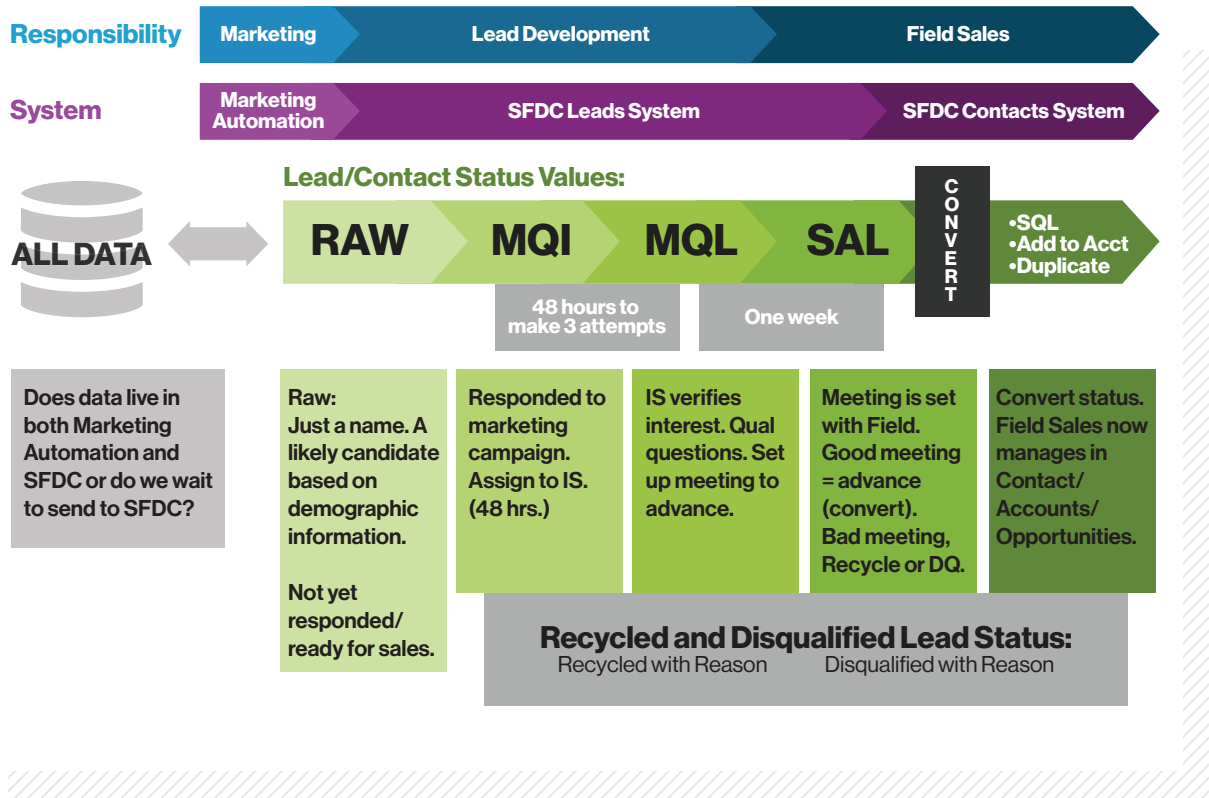 Responsibility
Marketing
Lead Development
Field Sales
System
Marketing
Automation
SFDC Leads System
SFDC Contacts System
Lead/Contact Status Values:
ALL DATA
RAW
MQI
MQL
SAL
CONVERT
•SQL
•Add to Acct
•Duplicate
48 hours to
make 3 attempts
One week
Does data live in
both Marketing
Automation and
SFDC or do we wait
to send to SFDC?
Raw:
Just a name. A
likely candidate
based on
demographic
information.
Not yet
responded/
ready for sales.
Responded to
marketing
campaign.
Assign to IS.
(48 hrs.)
IS verifies
interest. Qual
questions. Set
up meeting to
advance.
Meeting is set
with Field.
Good meeting
= advance
(convert).
Bad meeting,
Recycle or DQ.
Convert status.
Field Sales now
manages in
Contact/
Accounts/
Opportunities.
Recycled and Disqualified Lead Status:
Recycled with Reason
Disqualified with Reason